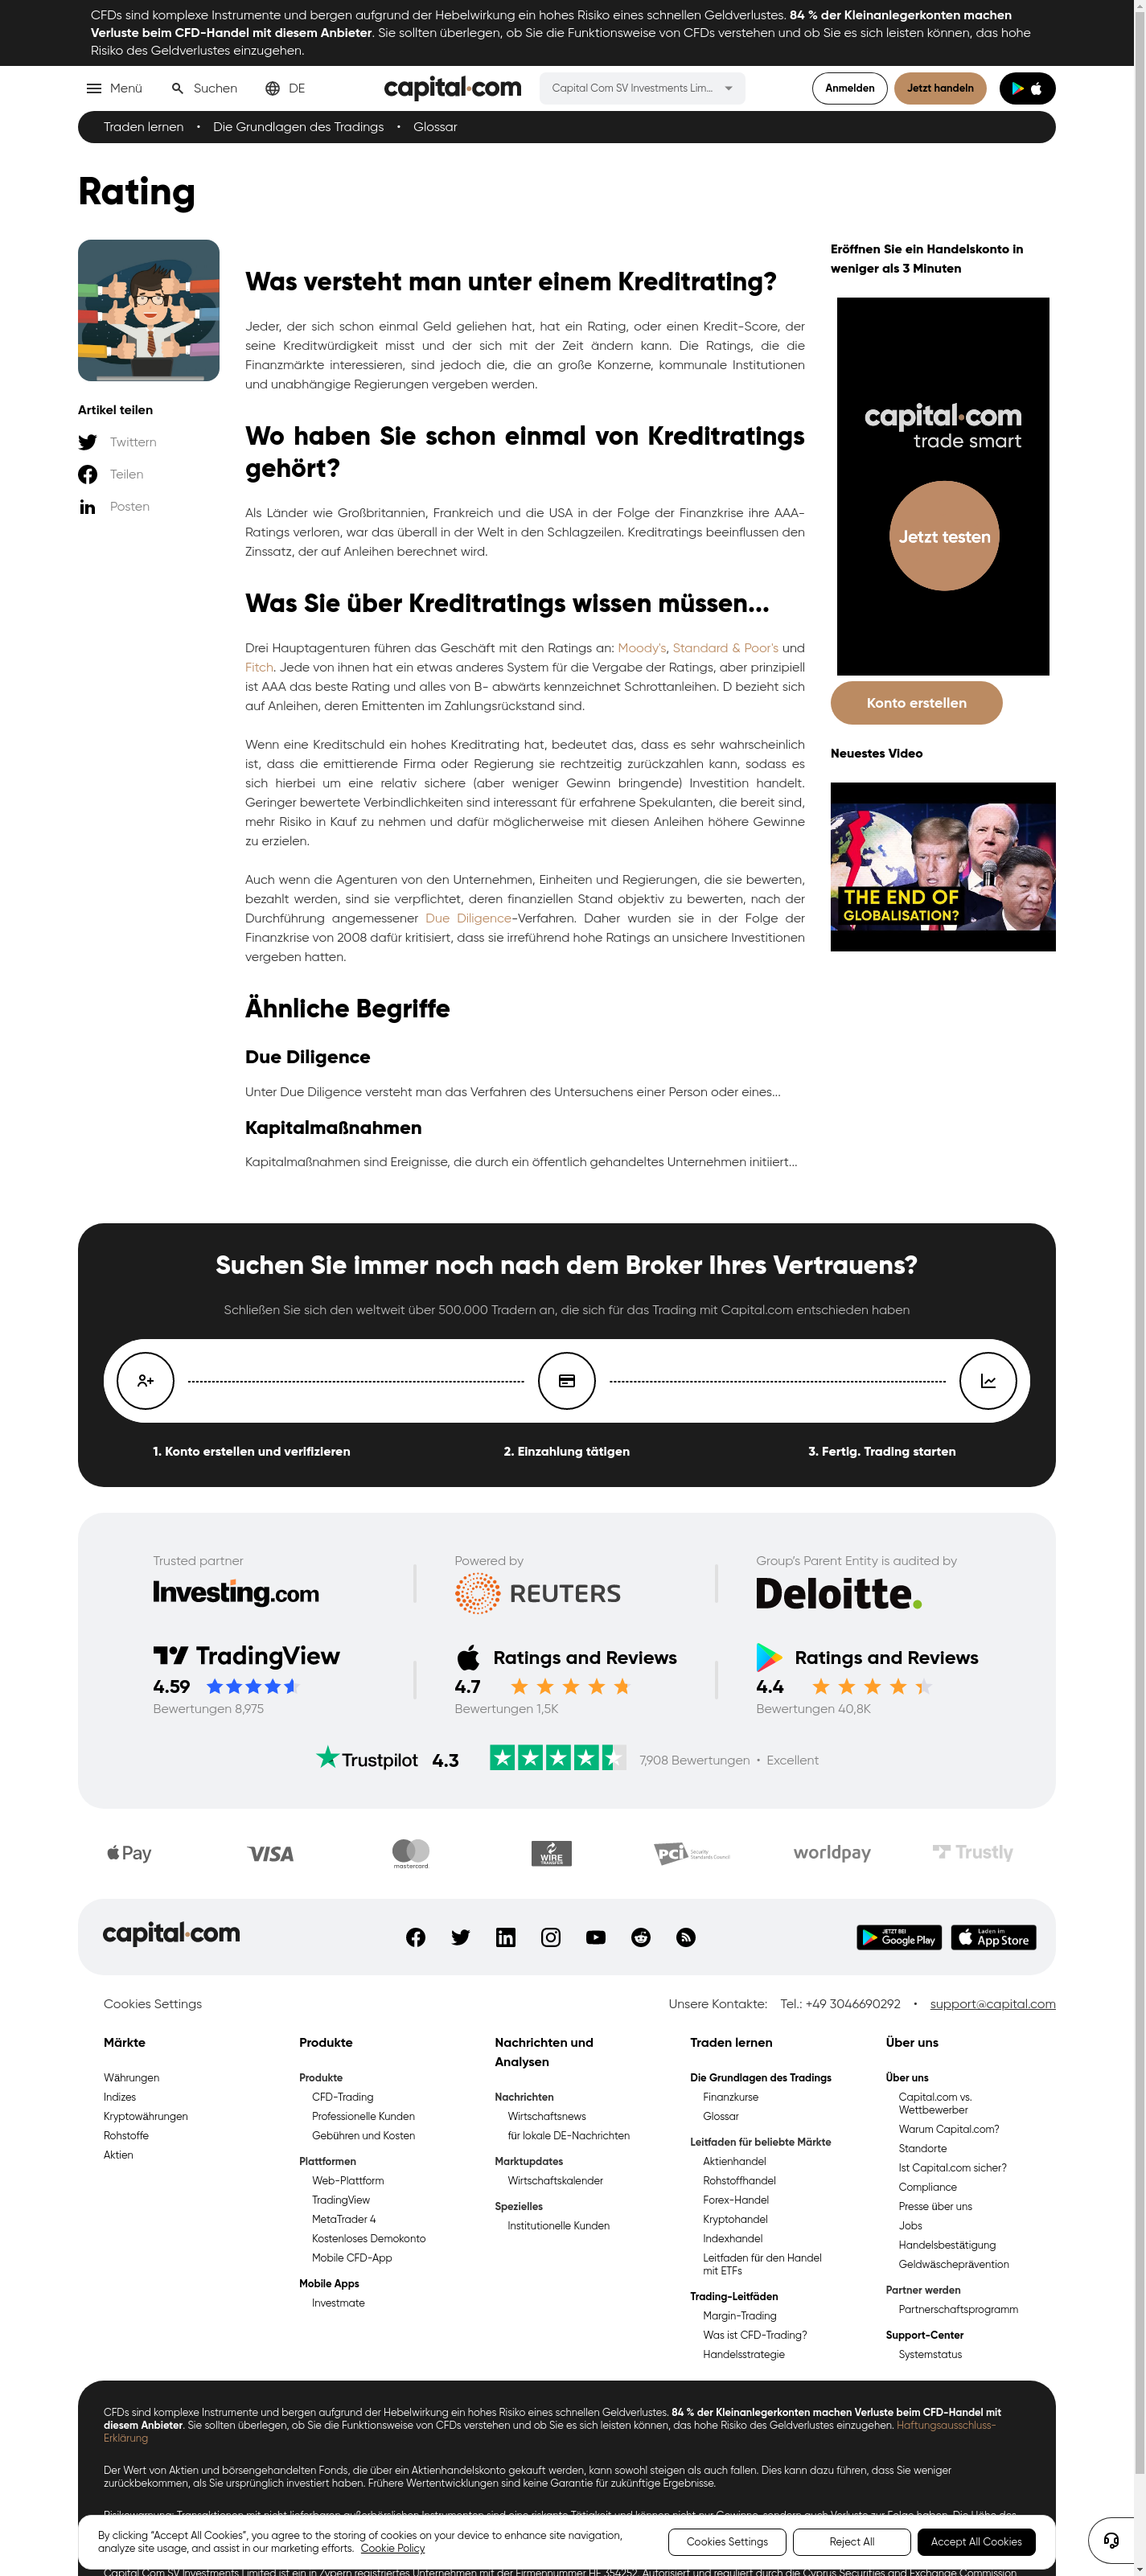 CFDs sind komplexe Instrumente und bergen aufgrund der Hebelwirkung ein hohes Risiko eines schnellen Geldverlustes. 84 % der Kleinanlegerkonten machen
Verluste beim CFD-Handel mit diesem Anbieter. Sie sollten überlegen, ob Sie die Funktionsweise von CFDs verstehen und ob Sie es sich leisten können, das hohe
Risiko des Geldverlustes einzugehen.
Menü
Suchen
DE
capital.com
Capital Com SV Investments Lim...
Anmelden
Jetzt handeln
Traden lernen • Die Grundlagen des Tradings • Glossar
Rating
Artikel teilen
Twittern
Teilen
Posten
Was versteht man unter einem Kreditrating?
Jeder, der sich schon einmal Geld geliehen hat, hat ein Rating, oder einen Kredit-Score, der
seine Kreditwürdigkeit misst und der sich mit der Zeit ändern kann. Die Ratings, die die
Finanzmärkte interessieren, sind jedoch die, die an große Konzerne, kommunale Institutionen
und unabhängige Regierungen vergeben werden.
Wo haben Sie schon einmal von Kreditratings
gehört?
Als Länder wie Großbritannien, Frankreich und die USA in der Folge der Finanzkrise ihre AAA-
Ratings verloren, war das überall in der Welt in den Schlagzeilen. Kreditratings beeinflussen den
Zinssatz, der auf Anleihen berechnet wird.
Was Sie über Kreditratings wissen müssen...
Drei Hauptagenturen führen das Geschäft mit den Ratings an: Moody's, Standard & Poor's und
Fitch. Jede von ihnen hat ein etwas anderes System für die Vergabe der Ratings, aber prinzipiell
ist AAA das beste Rating und alles von B- abwärts kennzeichnet Schrottanleihen. D bezieht sich
auf Anleihen, deren Emittenten im Zahlungsrückstand sind.
Wenn eine Kreditschuld ein hohes Kreditrating hat, bedeutet das, dass es sehr wahrscheinlich
ist, dass die emittierende Firma oder Regierung sie rechtzeitig zurückzahlen kann, sodass es
sich hierbei um eine relativ sichere (aber weniger Gewinn bringende) Investition handelt.
Geringer bewertete Verbindlichkeiten sind interessant für erfahrene Spekulanten, die bereit sind,
mehr Risiko in Kauf zu nehmen und dafür möglicherweise mit diesen Anleihen höhere Gewinne
zu erzielen.
Auch wenn die Agenturen von den Unternehmen, Einheiten und Regierungen, die sie bewerten,
bezahlt werden, sind sie verpflichtet, deren finanziellen Stand objektiv zu bewerten, nach der
Durchführung angemessener Due Diligence-Verfahren. Daher wurden sie in der Folge der
Finanzkrise von 2008 dafür kritisiert, dass sie irreführend hohe Ratings an unsichere Investitionen
vergeben hatten.
Ähnliche Begriffe
Due Diligence
Unter Due Diligence versteht man das Verfahren des Untersuchens einer Person oder eines...
Kapitalmaßnahmen
Kapitalmaßnahmen sind Ereignisse, die durch ein öffentlich gehandeltes Unternehmen initiiert...
Eröffnen Sie ein Handelskonto in
weniger als 3 Minuten
capital.com
trade smart
Jetzt testen
Konto erstellen
Neuestes Video
THE END OF
GLOBALISATION?
Suchen Sie immer noch nach dem Broker Ihres Vertrauens?
Schließen Sie sich den weltweit über 500.000 Tradern an, die sich für das Trading mit Capital.com entschieden haben
1. Konto erstellen und verifizieren
2. Einzahlung tätigen
3. Fertig. Trading starten
Trusted partner
Investing.com
Powered by
REUTERS
Group's Parent Entity is audited by
Deloitte.
TradingView
4.59
Bewertungen 8,975
Ratings and Reviews
4.7
Bewertungen 1,5K
Ratings and Reviews
4.4
Bewertungen 40,8K
Trustpilot 4.3
7,908 Bewertungen • Excellent
Pay
VISA
mastercard
WIRE
TRANSFER
PCI Security
Standards Council
worldpay
Trustly
capital.com
JETZT BEI
Google Play
Laden im
App Store
Cookies Settings
Unsere Kontakte: Tel.: +49 3046690292 • support@capital.com
Märkte
Währungen
Indizes
Kryptowährungen
Rohstoffe
Aktien
Produkte
Produkte
CFD-Trading
Professionelle Kunden
Gebühren und Kosten
Plattformen
Web-Plattform
TradingView
MetaTrader 4
Kostenloses Demokonto
Mobile CFD-App
Mobile Apps
Investmate
Nachrichten und
Analysen
Nachrichten
Wirtschaftsnews
für lokale DE-Nachrichten
Marktupdates
Wirtschaftskalender
Spezielles
Institutionelle Kunden
Traden lernen
Die Grundlagen des Tradings
Finanzkurse
Glossar
Leitfaden für beliebte Märkte
Aktienhandel
Rohstoffhandel
Forex-Handel
Kryptohandel
Indexhandel
Leitfaden für den Handel
mit ETFs
Trading-Leitfäden
Margin-Trading
Was ist CFD-Trading?
Handelsstrategie
Über uns
Über uns
Capital.com vs.
Wettbewerber
Warum Capital.com?
Standorte
Ist Capital.com sicher?
Compliance
Presse über uns
Jobs
Handelsbestätigung
Geldwäscheprävention
Partner werden
Partnerschaftsprogramm
Support-Center
Systemstatus
CFDs sind komplexe Instrumente und bergen aufgrund der Hebelwirkung ein hohes Risiko eines schnellen Geldverlustes. 84 % der Kleinanlegerkonten machen Verluste beim CFD-Handel mit
diesem Anbieter. Sie sollten überlegen, ob Sie die Funktionsweise von CFDs verstehen und ob Sie es sich leisten können, das hohe Risiko des Geldverlustes einzugehen. Haftungsausschluss-
Erklärung
Der Wert von Aktien und börsengehandelten Fonds, die über ein Aktienhandelskonto gekauft werden, kann sowohl steigen als auch fallen. Dies kann dazu führen, dass Sie weniger
zurückbekommen, als Sie ursprünglich investiert haben. Frühere Wertentwicklungen sind keine Garantie für zukünftige Ergebnisse.
Risikowarnung: Transaktionen mit nicht lieferbaren außerbörslichen Instrumenten sind eine riskante Tätigkeit und können nicht nur Gewinne, sondern auch Verluste zur Folge haben. Die Höhe des
By clicking "Accept All Cookies", you agree to the storing of cookies on your device to enhance site navigation,
analyze site usage, and assist in our marketing efforts. Cookie Policy
Cookies Settings
Reject All
Accept All Cookies
Capital Com SV Investments Limited ist ein in Zypern registriertes Unternehmen mit der Firmennummer HE 354252. Autorisiert und reguliert durch die Cyprus Securities and Exchange Commission